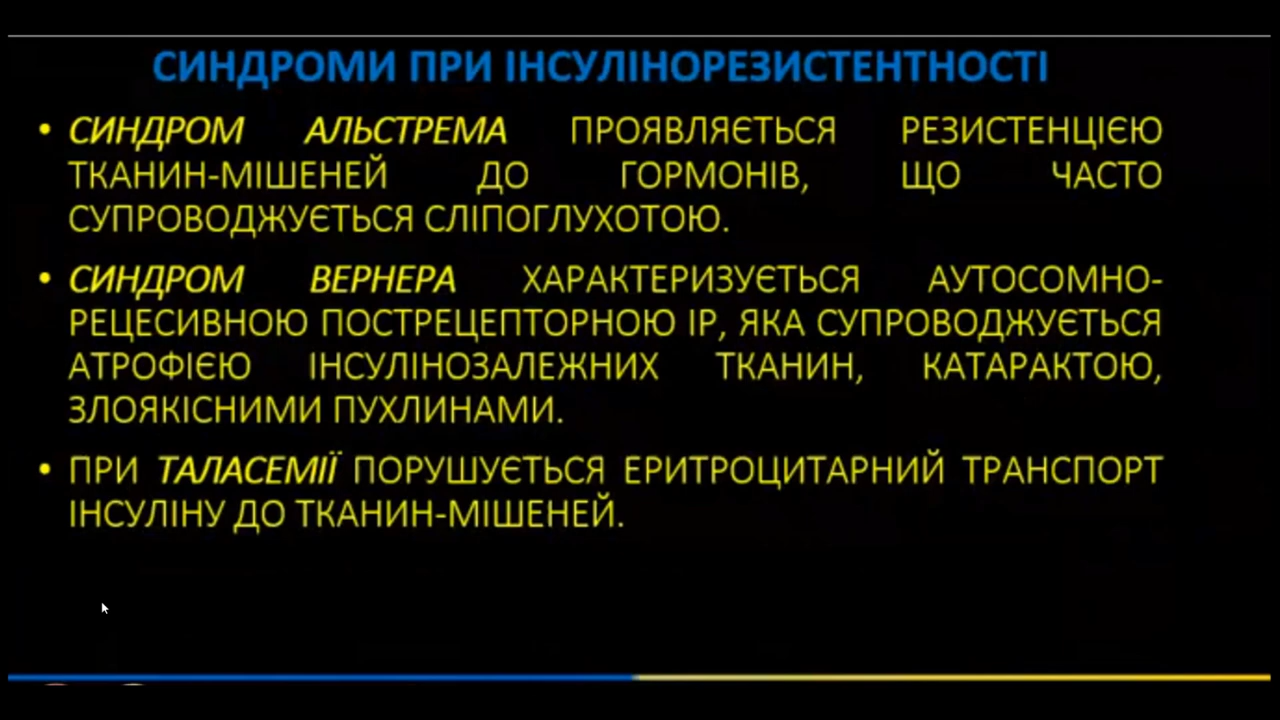 СИНДРОМИ ПРИ ІНСУЛІНОРЕЗИСТЕНТНОСТІ
• СИНДРОМ АЛЬСТРЕМА ПРОЯВЛЯЄТЬСЯ РЕЗИСТЕНЦІЄЮ
ТКАНИН-МІШЕНЕЙ ДО ГОРМОНІВ, ЩО ЧАСТО
СУПРОВОДЖУЄТЬСЯ СЛІПОГЛУХОТОЮ.
• СИНДРОМ ВЕРНЕРА ХАРАКТЕРИЗУЄТЬСЯ АУТОСОМНО-
РЕЦЕСИВНОЮ ПОСТРЕЦЕПТОРНОЮ ІР, ЯКА СУПРОВОДЖУЄТЬСЯ
АТРОФІЄЮ ІНСУЛІНОЗАЛЕЖНИХ ТКАНИН, КАТАРАКТОЮ,
ЗЛОЯКІСНИМИ ПУХЛИНАМИ.
• ПРИ ТАЛАСЕМІЇ ПОРУШУЄТЬСЯ ЕРИТРОЦИТАРНИЙ ТРАНСПОРТ
ІНСУЛІНУ ДО ТКАНИН-МІШЕНЕЙ.